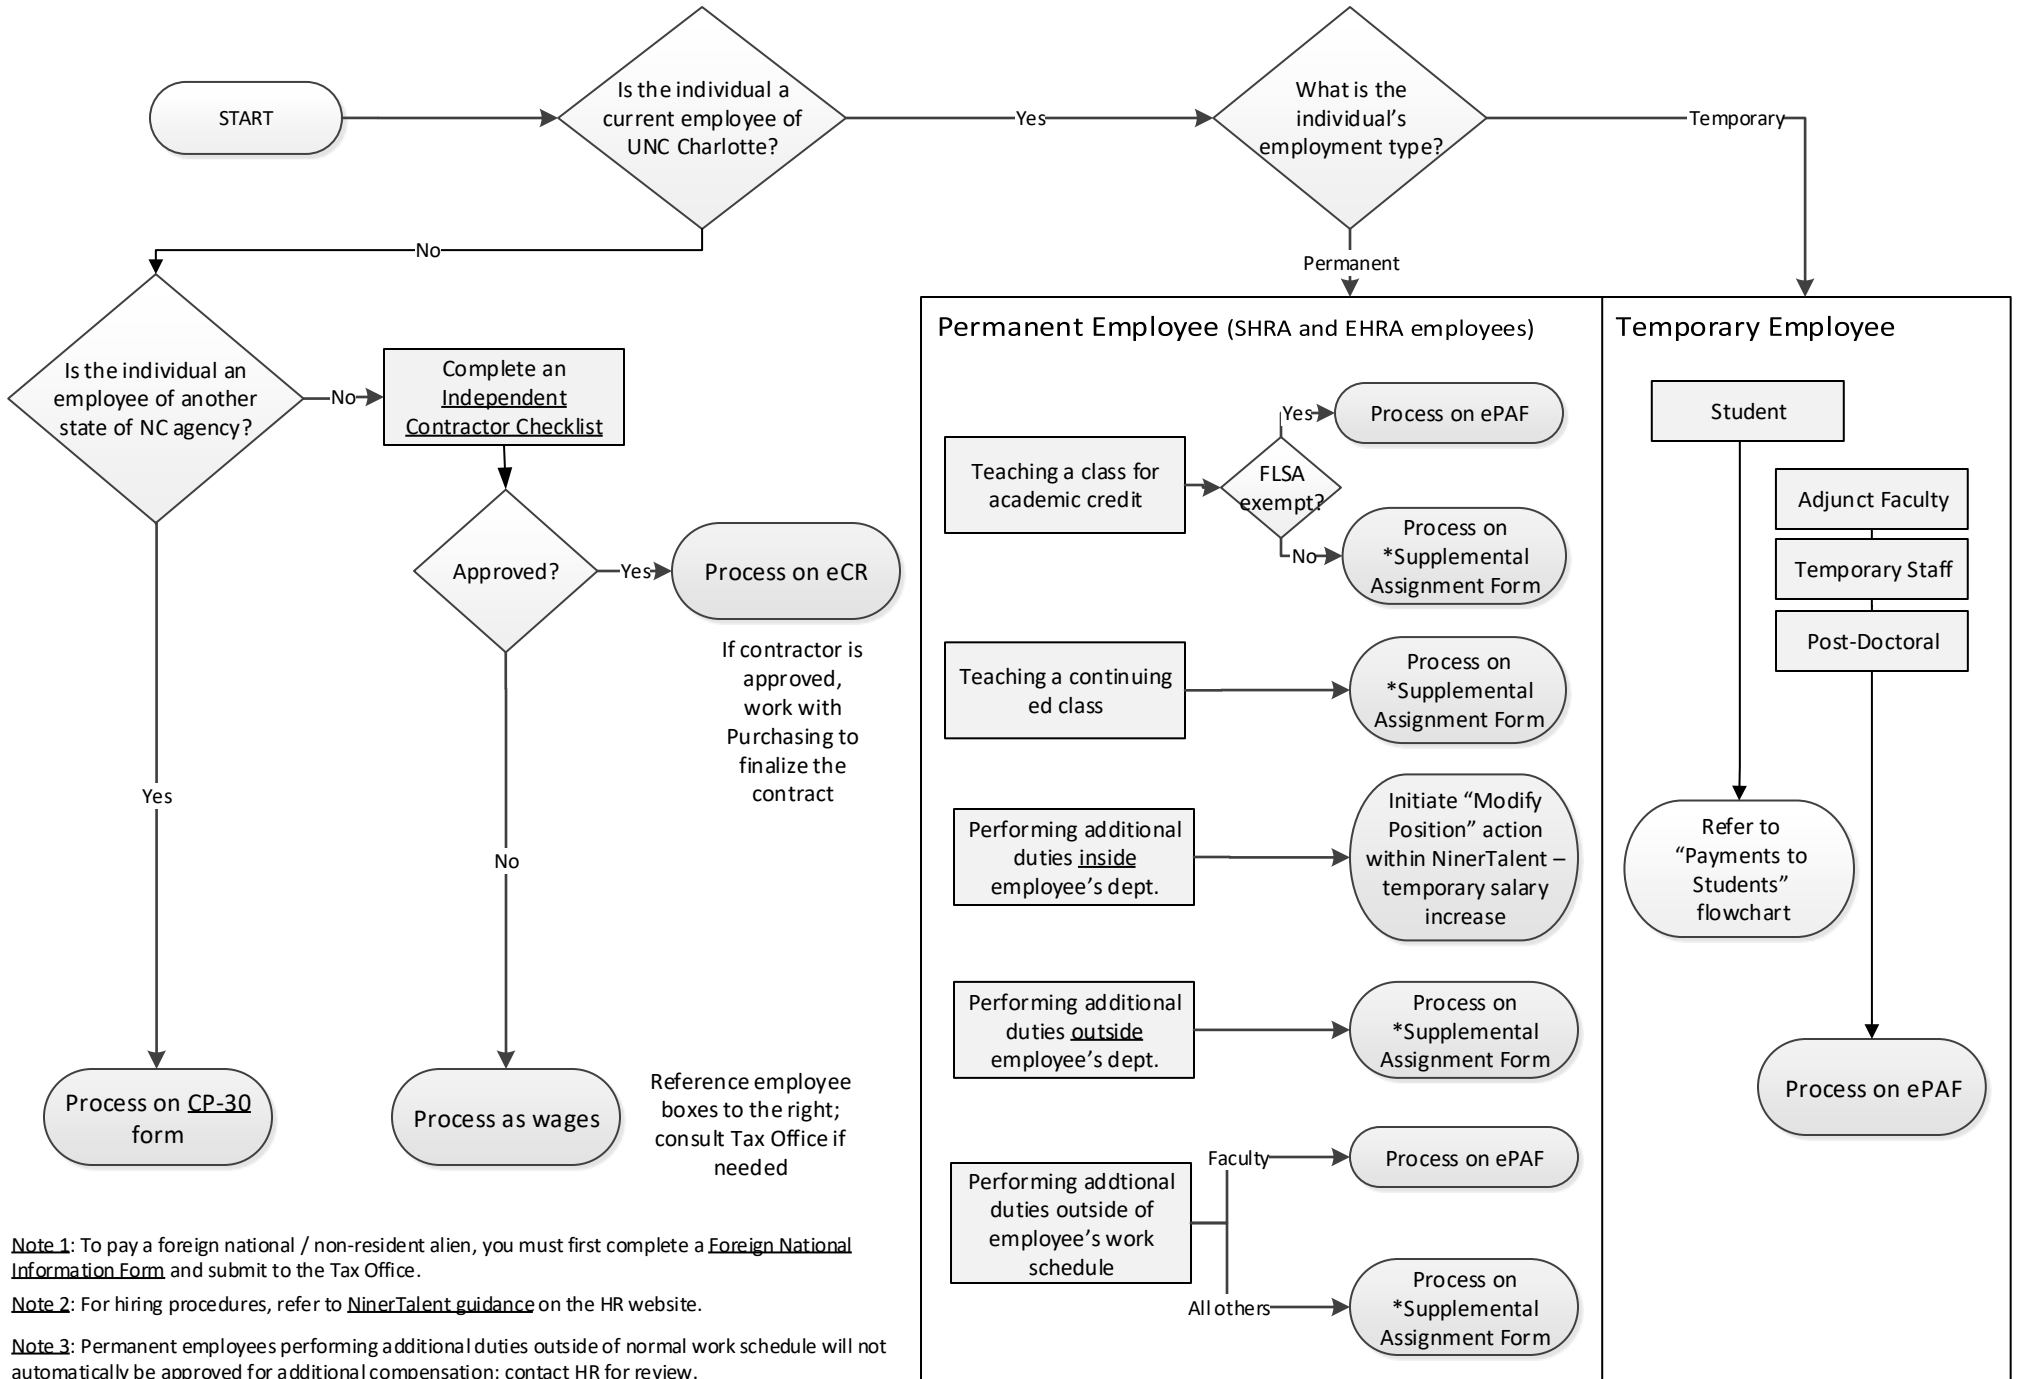 START
Is the individual a
current employee of
UNC Charlotte?
Yes
What is the
individual's
employment type?
Temporary
No
Permanent
Is the individual an
employee of another
state of NC agency?
No
Complete an
Independent
Contractor Checklist
Approved?
Yes
Process on eCR
If contractor is
approved,
work with
Purchasing to
finalize the
contract
Yes
No
Process on CP-30
form
Process as wages
Reference employee
boxes to the right;
consult Tax Office if
needed
Permanent Employee (SHRA and EHRA employees)
Teaching a class for
academic credit
FLSA
exempt?
Yes
Process on ePAF
No
Process on
*Supplemental
Assignment Form
Teaching a continuing
ed class
Process on
*Supplemental
Assignment Form
Performing additional
duties inside
employee's dept.
Initiate “Modify
Position” action
within NinerTalent –
temporary salary
increase
Performing additional
duties outside
employee's dept.
Process on
*Supplemental
Assignment Form
Performing addtional
duties outside of
employee's work
schedule
Faculty
Process on ePAF
All others
Process on
*Supplemental
Assignment Form
Temporary Employee
Student
Adjunct Faculty
Temporary Staff
Post-Doctoral
Refer to
“Payments to
Students”
flowchart
Process on ePAF
Note 1: To pay a foreign national / non-resident alien, you must first complete a Foreign National
Information Form and submit to the Tax Office.
Note 2: For hiring procedures, refer to NinerTalent guidance on the HR website.
Note 3: Permanent employees performing additional duties outside of normal work schedule will not
automatically be approved for additional compensation; contact HR for review.